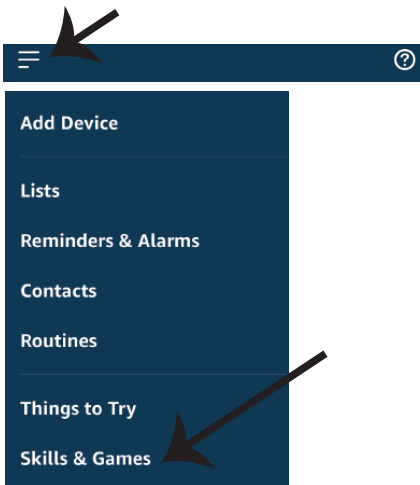 ?
Add Device
Lists
Reminders & Alarms
Contacts
Routines
Things to Try
Skills & Games